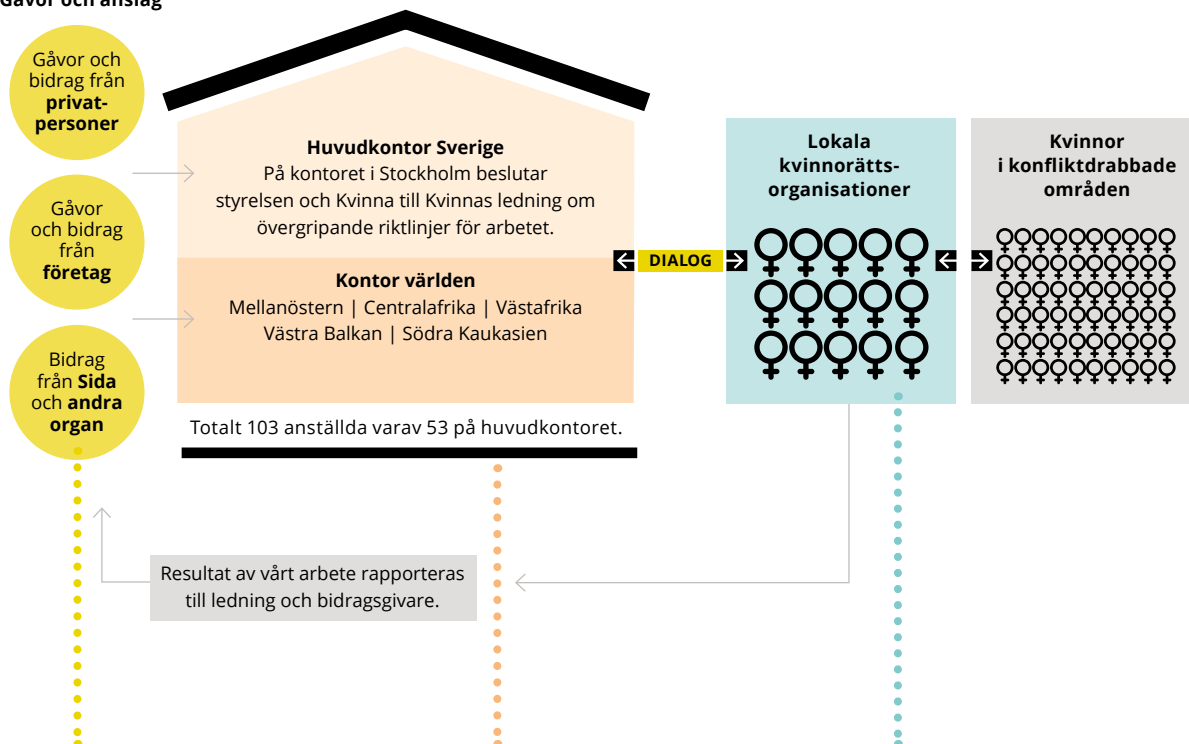 Gåvor och anslag
Gåvor och
bidrag från
privat-
personer
Gåvor
och bidrag
från
företag
Bidrag
från Sida
och andra
organ
Huvudkontor Sverige
På kontoret i Stockholm beslutar
styrelsen och Kvinna till Kvinnas ledning om
övergripande riktlinjer för arbetet.
Kontor världen
Mellanöstern | Centralafrika | Västafrika
Västra Balkan | Södra Kaukasien
Totalt 103 anställda varav 53 på huvudkontoret.
DIALOG
Lokala
kvinnorätts-
organisationer
Kvinnor
i konfliktdrabbade
områden
Resultat av vårt arbete rapporteras
till ledning och bidragsgivare.